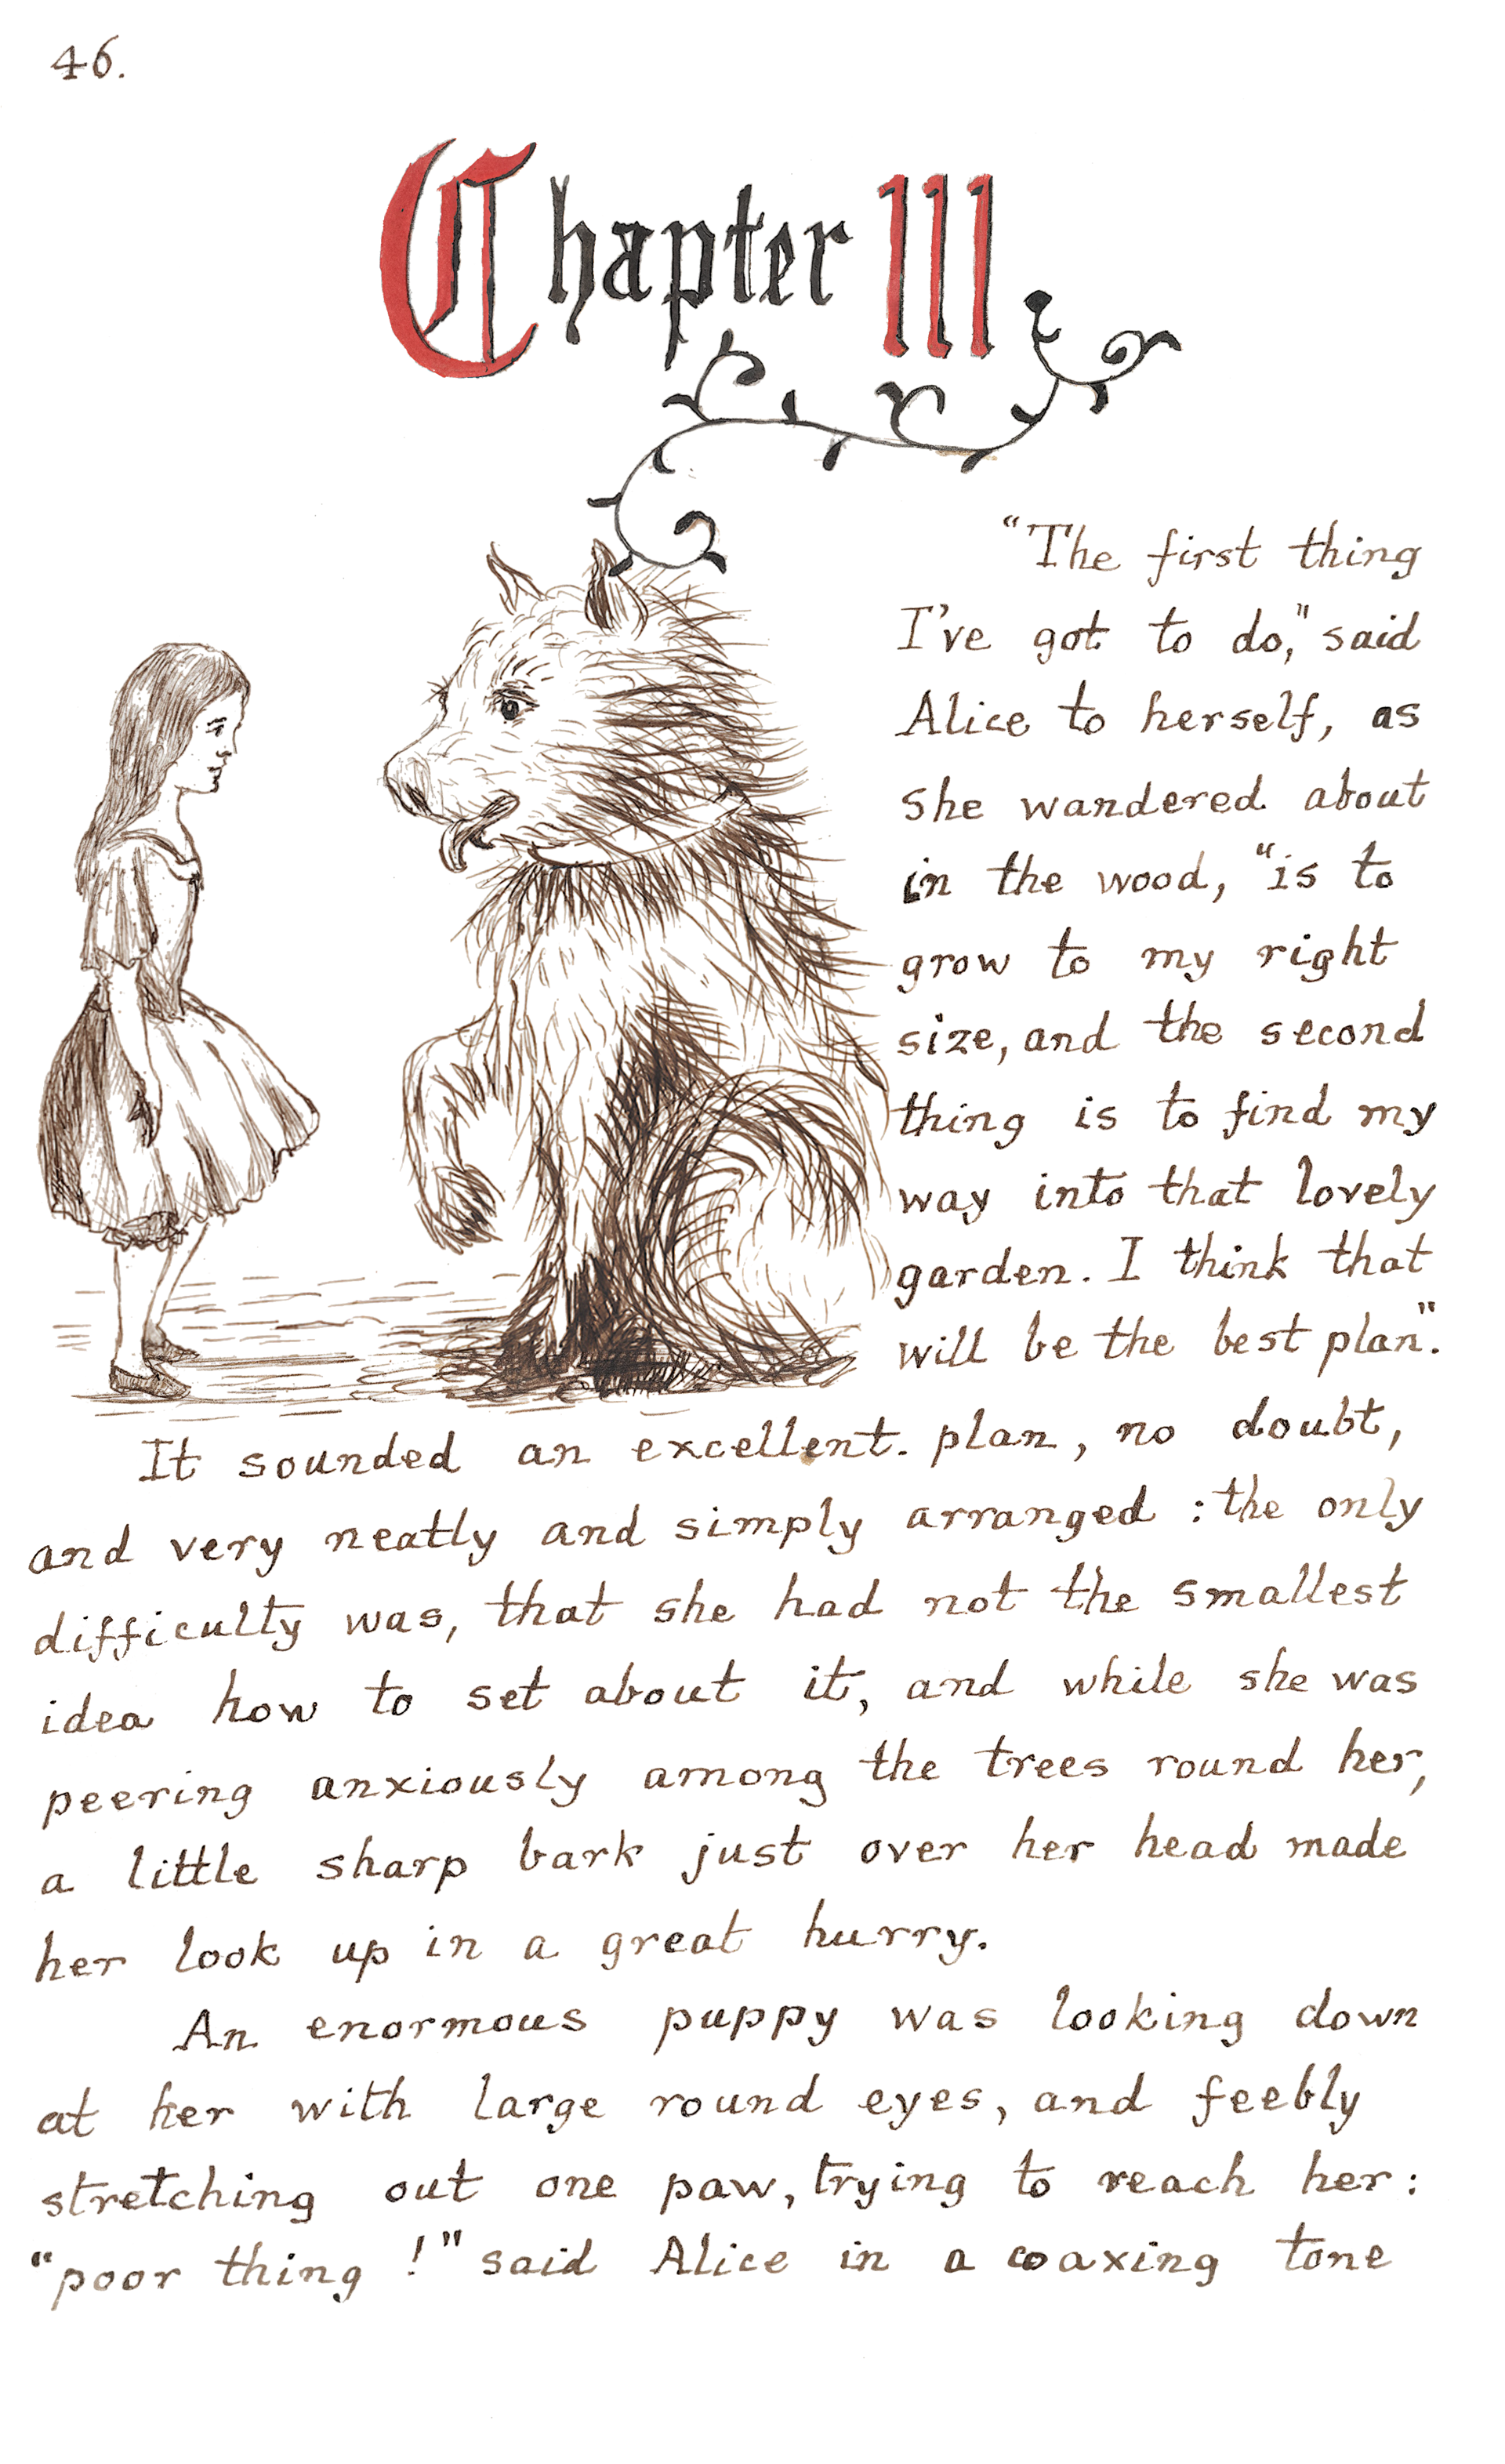 46.
Chapter III
"The first thing
I've got to do," said
Alice to herself, as
she wandered about
in the wood, "is to
grow to my right
size, and the second
thing is to find my
way into that lovely
garden. I think that
will be the best plan".
It sounded an excellent plan, no doubt,
and very neatly and simply arranged : the only
difficulty was, that she had not the smallest
idea how to set about it, and while she was
peering anxiously among the trees round her,
a little sharp bark just over her head made
her look up in a great hurry.
An enormous puppy was looking down
at her with large round eyes, and feebly
stretching out one paw, trying to reach her:
"poor thing!" said Alice in a coaxing tone